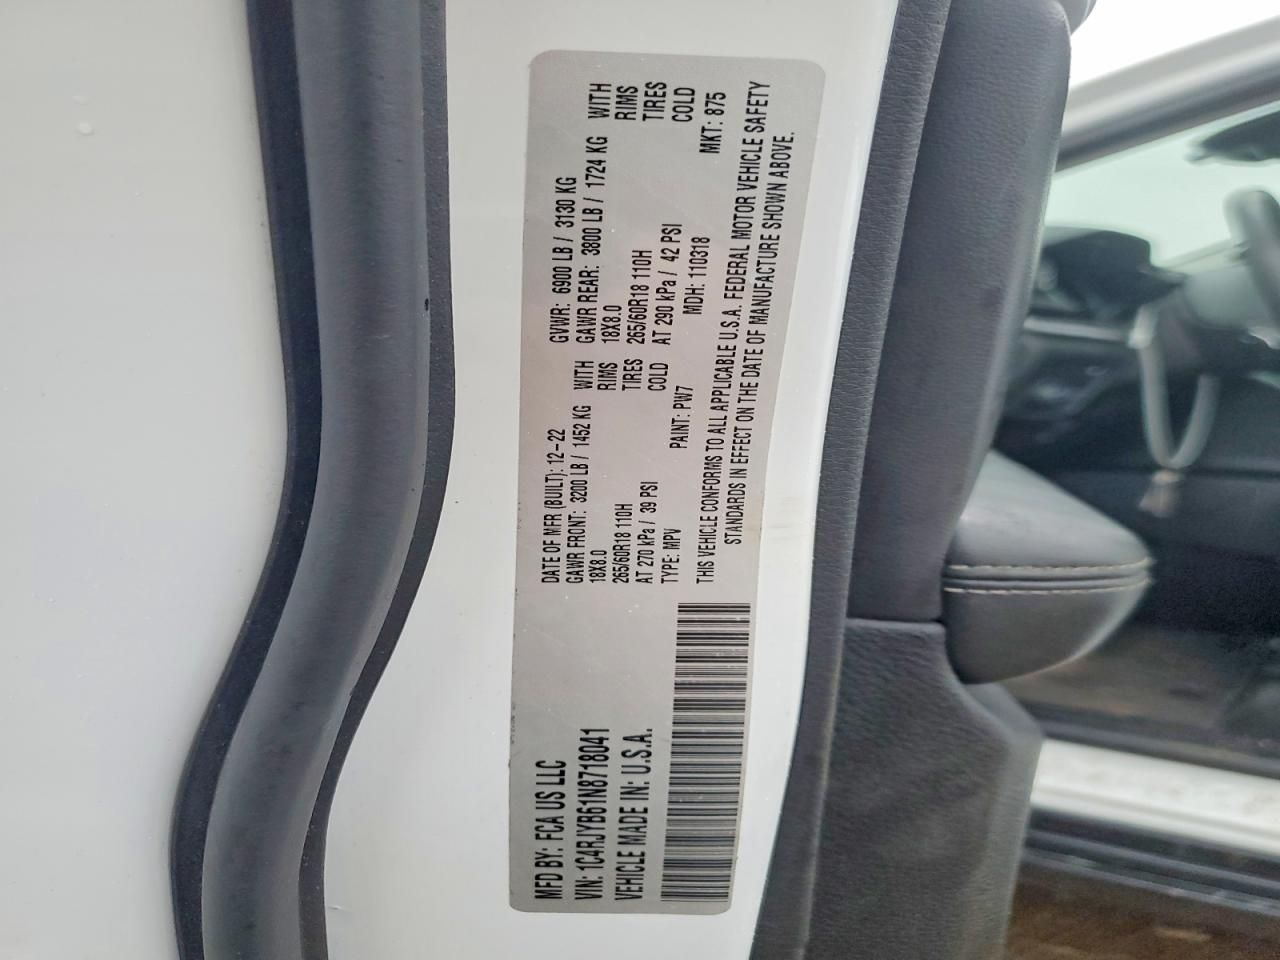 MFD BY: FCA US LLC
VIN: 1C4RJYB61N8718041
VEHICLE MADE IN: U.S.A.
DATE OF MFR (BUILT): 12-22 GVWR: 6900 LB / 3130 KG
GAWR FRONT: 3200 LB / 1452 KG WITH GAWR REAR: 3800 LB / 1724 KG WITH
18X8.0 RIMS 18X8.0 RIMS
265/60R18 110H TIRES 265/60R18 110H TIRES
AT 270 kPa / 39 PSI COLD AT 290 kPa / 42 PSI COLD
TYPE: MPV PAINT: PW7 MDH: 110318 MKT: 875
THIS VEHICLE CONFORMS TO ALL APPLICABLE U.S.A. FEDERAL MOTOR VEHICLE SAFETY
STANDARDS IN EFFECT ON THE DATE OF MANUFACTURE SHOWN ABOVE.